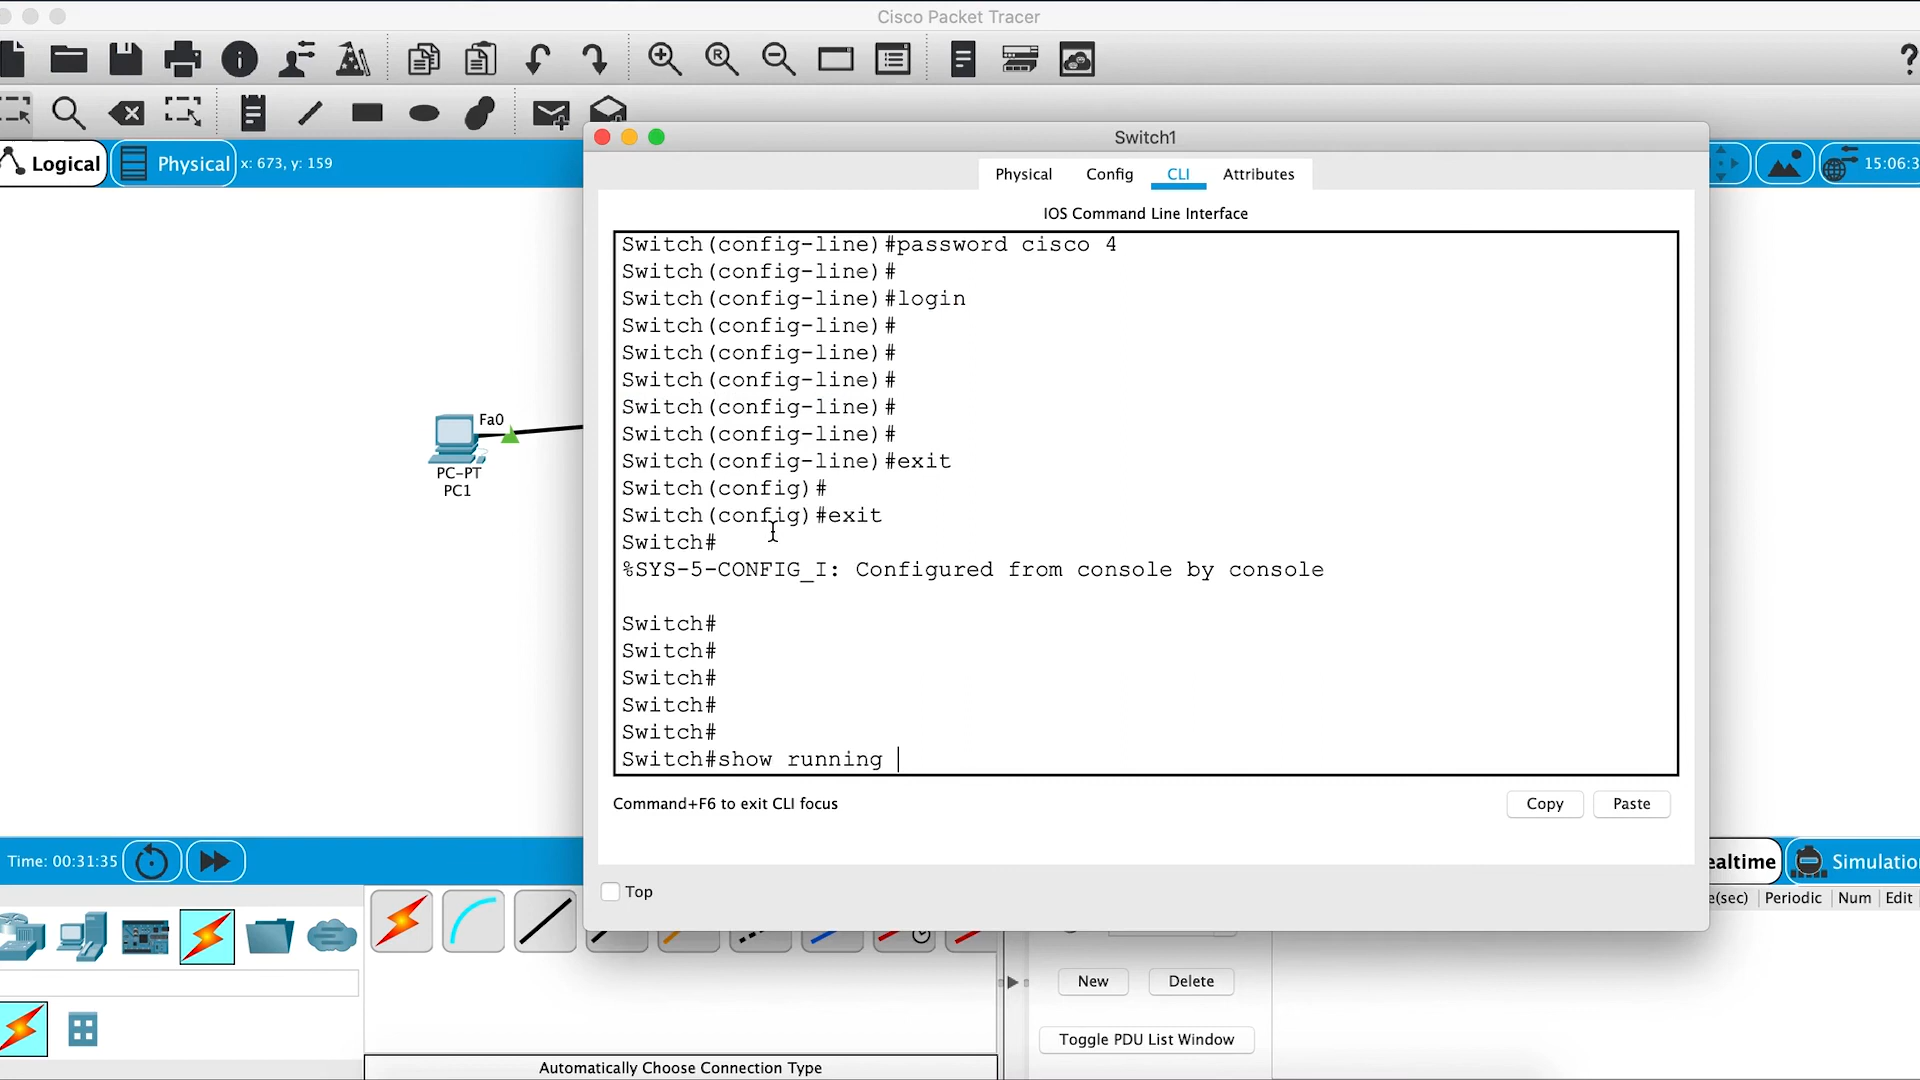 Cisco Packet Tracer
?
Logical
Physical
x: 673, y: 159
15:06:3
Switch1
Physical
Config
CLI
Attributes
IOS Command Line Interface
Switch(config-line)#password cisco 4
Switch(config-line)#
Switch(config-line)#login
Switch(config-line)#
Switch(config-line)#
Switch(config-line)#
Switch(config-line)#
Switch(config-line)#
Switch(config-line)#exit
Switch(config)#
Switch(config)#exit
Switch#
%SYS-5-CONFIG_I: Configured from console by console
Switch#
Switch#
Switch#
Switch#
Switch#
Switch#show running
Fa0
PC-PT
PC1
Command+F6 to exit CLI focus
Copy
Paste
Top
Time: 00:31:35
ealtime
Simulatio
e(sec)
Periodic
Num
Edit
New
Delete
Toggle PDU List Window
Automatically Choose Connection Type